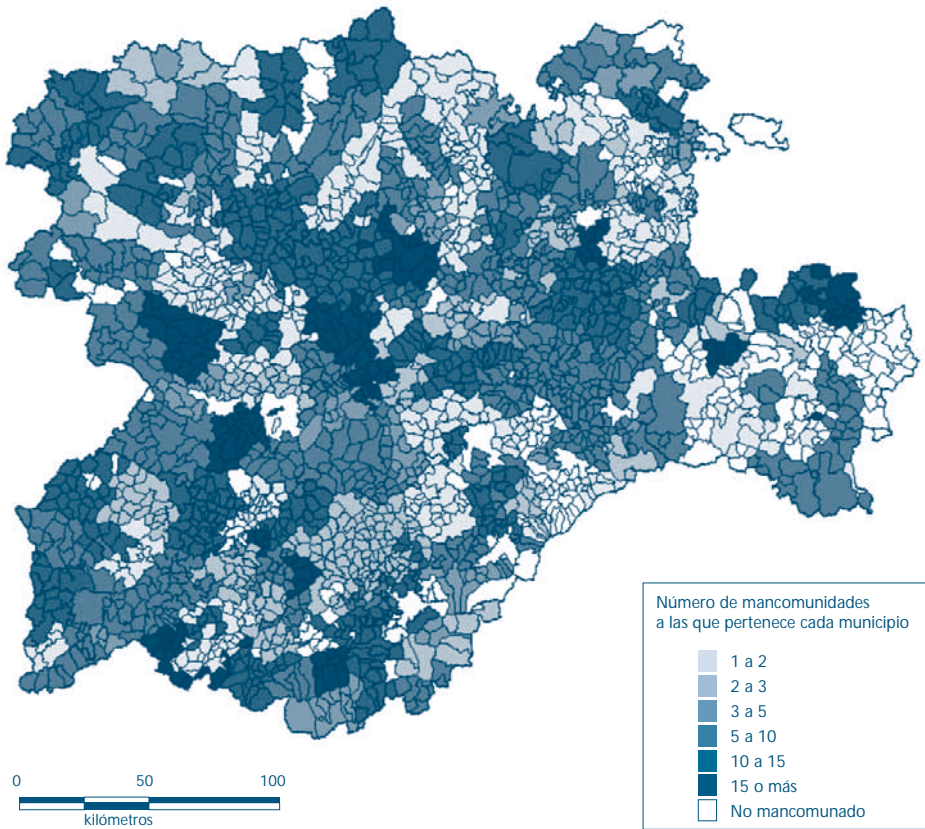 Número de mancomunidades
a las que pertenece cada municipio
1 a 2
2 a 3
3 a 5
5 a 10
10 a 15
15 o más
No mancomunado
0 50 100
kilómetros